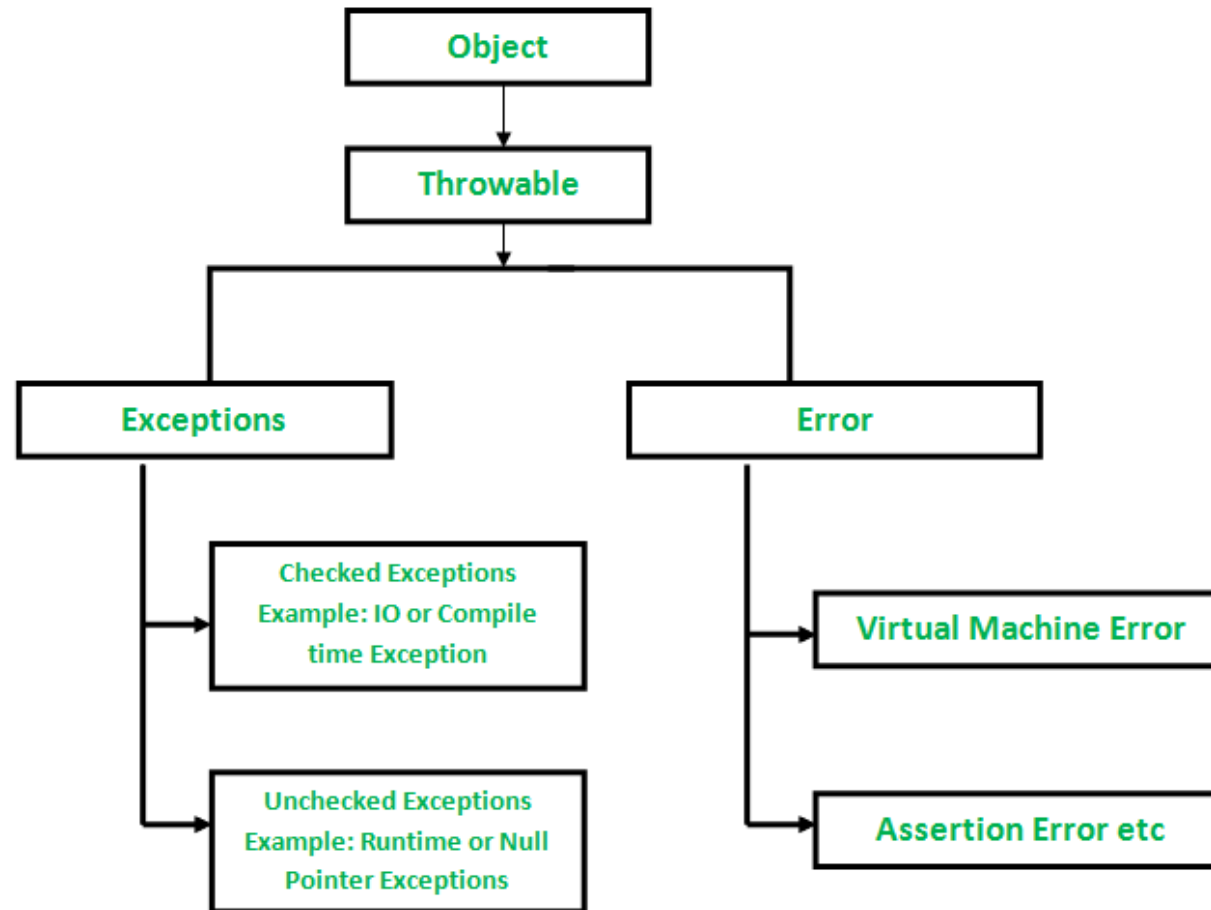 Object
Throwable
Exceptions
Error
Checked Exceptions
Example: IO or Compile
time Exception
Virtual Machine Error
Unchecked Exceptions
Example: Runtime or Null
Pointer Exceptions
Assertion Error etc